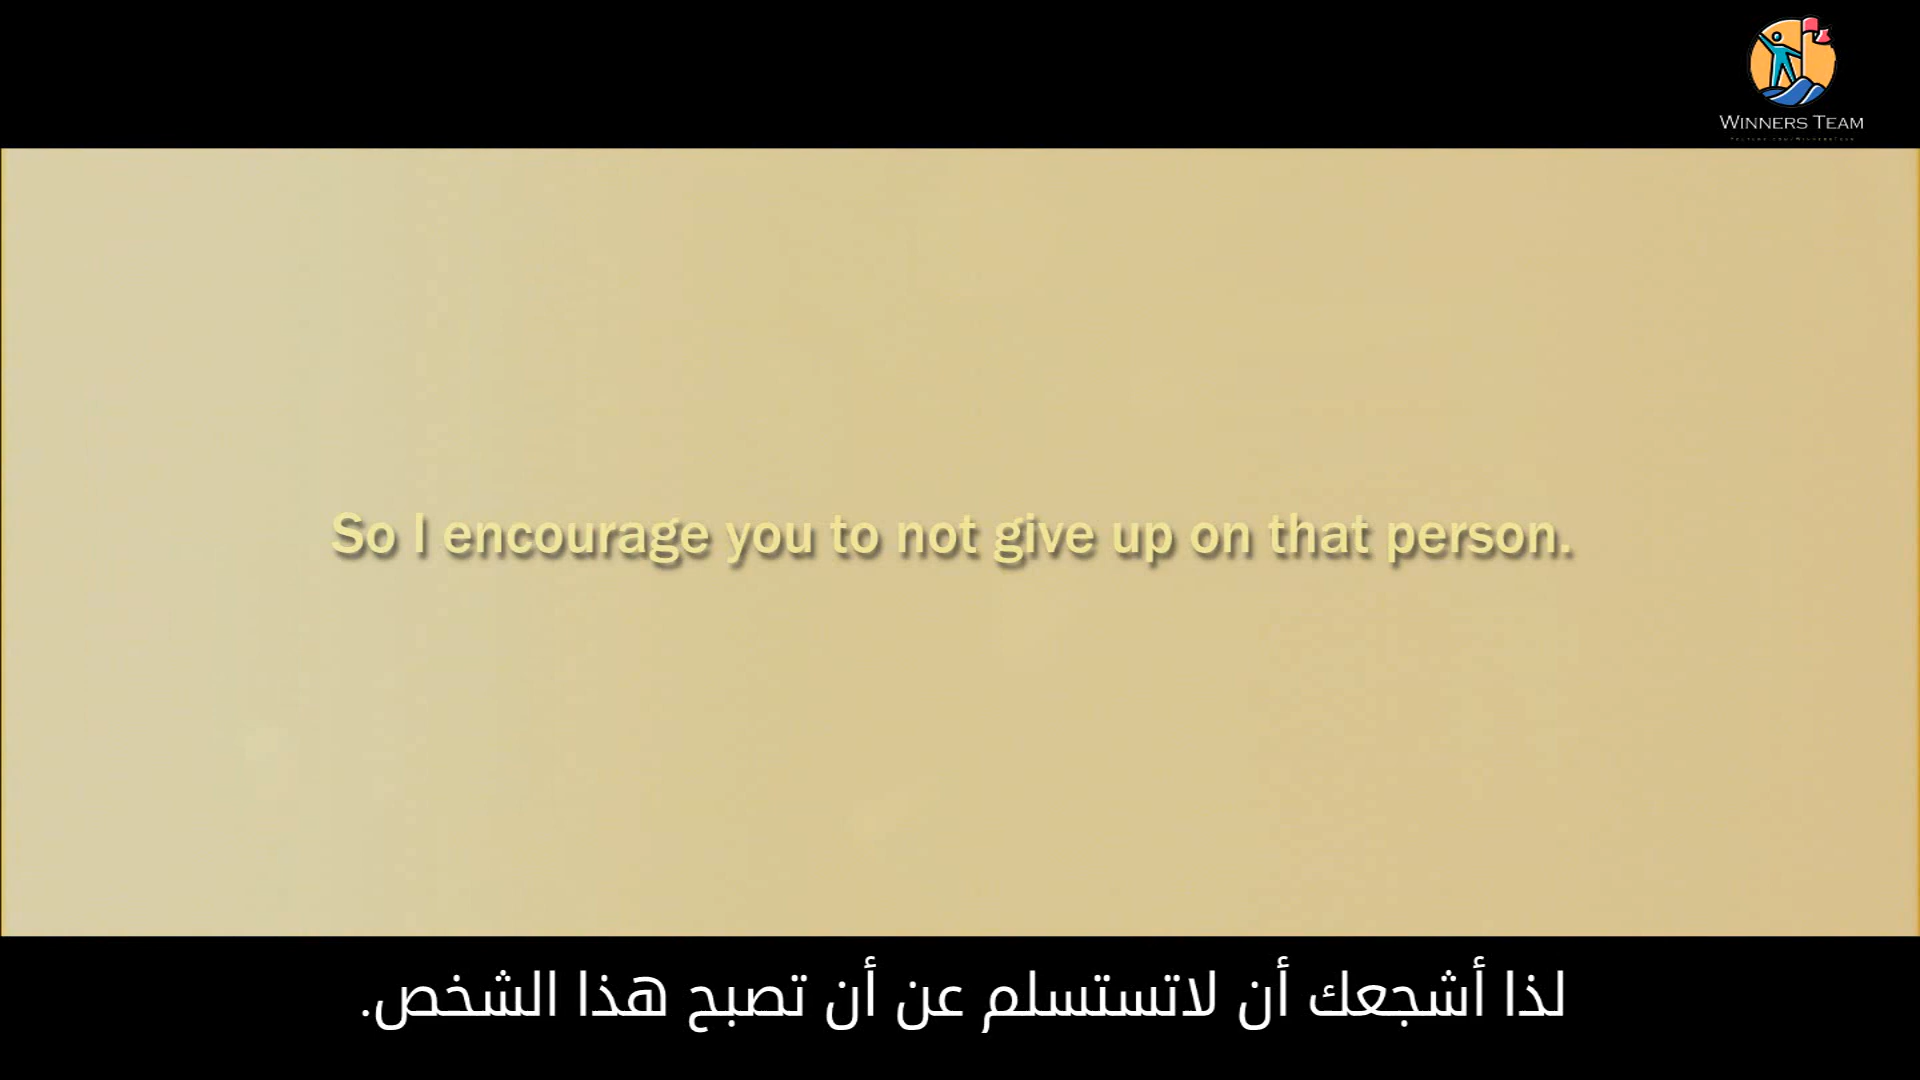 WINNERS TEAM
So I encourage you to not give up on that person.
لذا أشجعك أن لاتستسلم عن أن تصبح هذا الشخص.